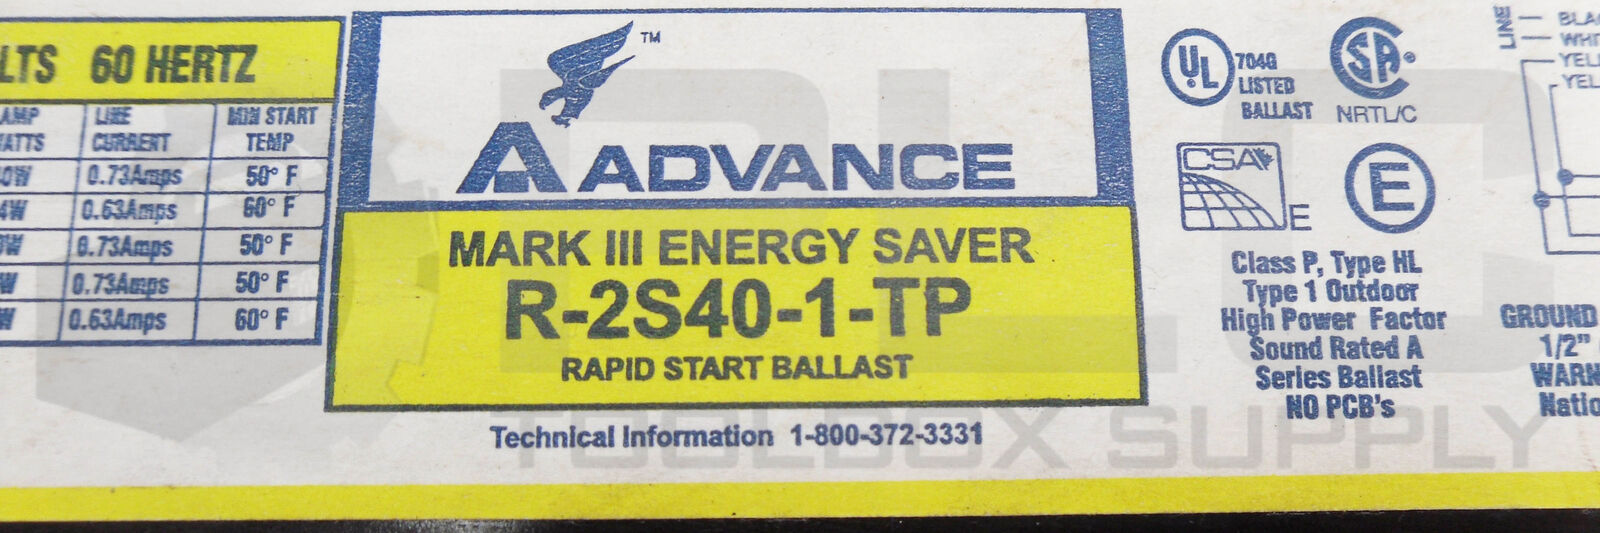 60 HERTZ
LINE CURRENT
MIN START TEMP
0.73Amps 50° F
0.63Amps 60° F
0.73Amps 50° F
0.73Amps 50° F
0.63Amps 60° F
TM
ADVANCE
MARK III ENERGY SAVER
R-2S40-1-TP
RAPID START BALLAST
Technical Information 1-800-372-3331
UL
704G
LISTED
BALLAST
SA
NRTL/C
CSA
E
E
Class P, Type HL
Type 1 Outdoor
High Power Factor
Sound Rated A
Series Ballast
NO PCB's
LINE
GROUND
1/2"
TOOLBOX SUPPLY